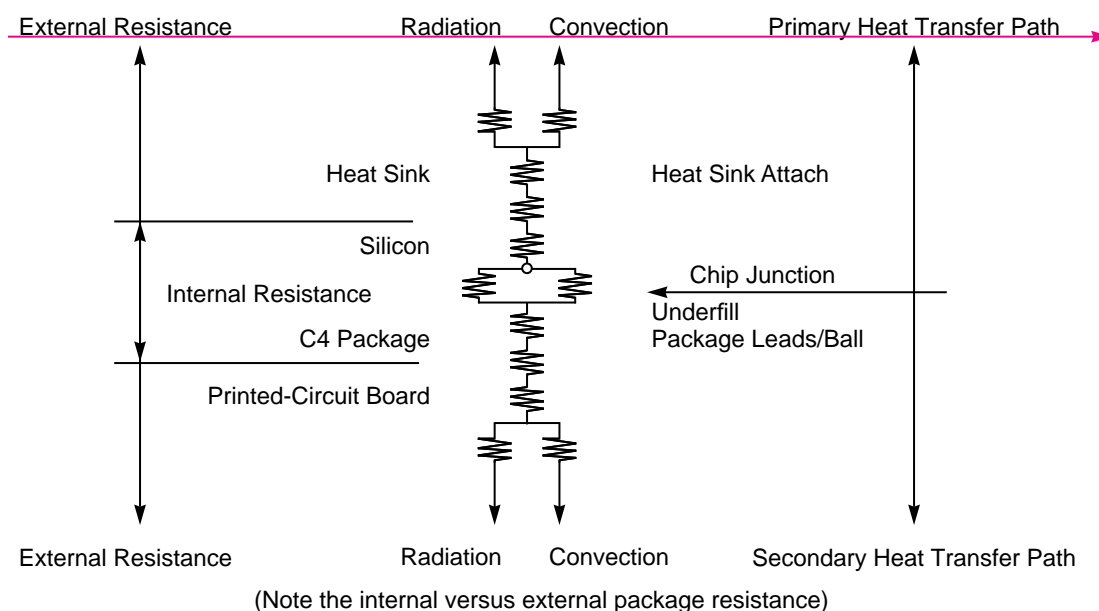 External Resistance Radiation Convection Primary Heat Transfer Path
Heat Sink Heat Sink Attach
Silicon
Chip Junction
Internal Resistance Underfill
C4 Package Package Leads/Ball
Printed-Circuit Board
External Resistance Radiation Convection Secondary Heat Transfer Path
(Note the internal versus external package resistance)